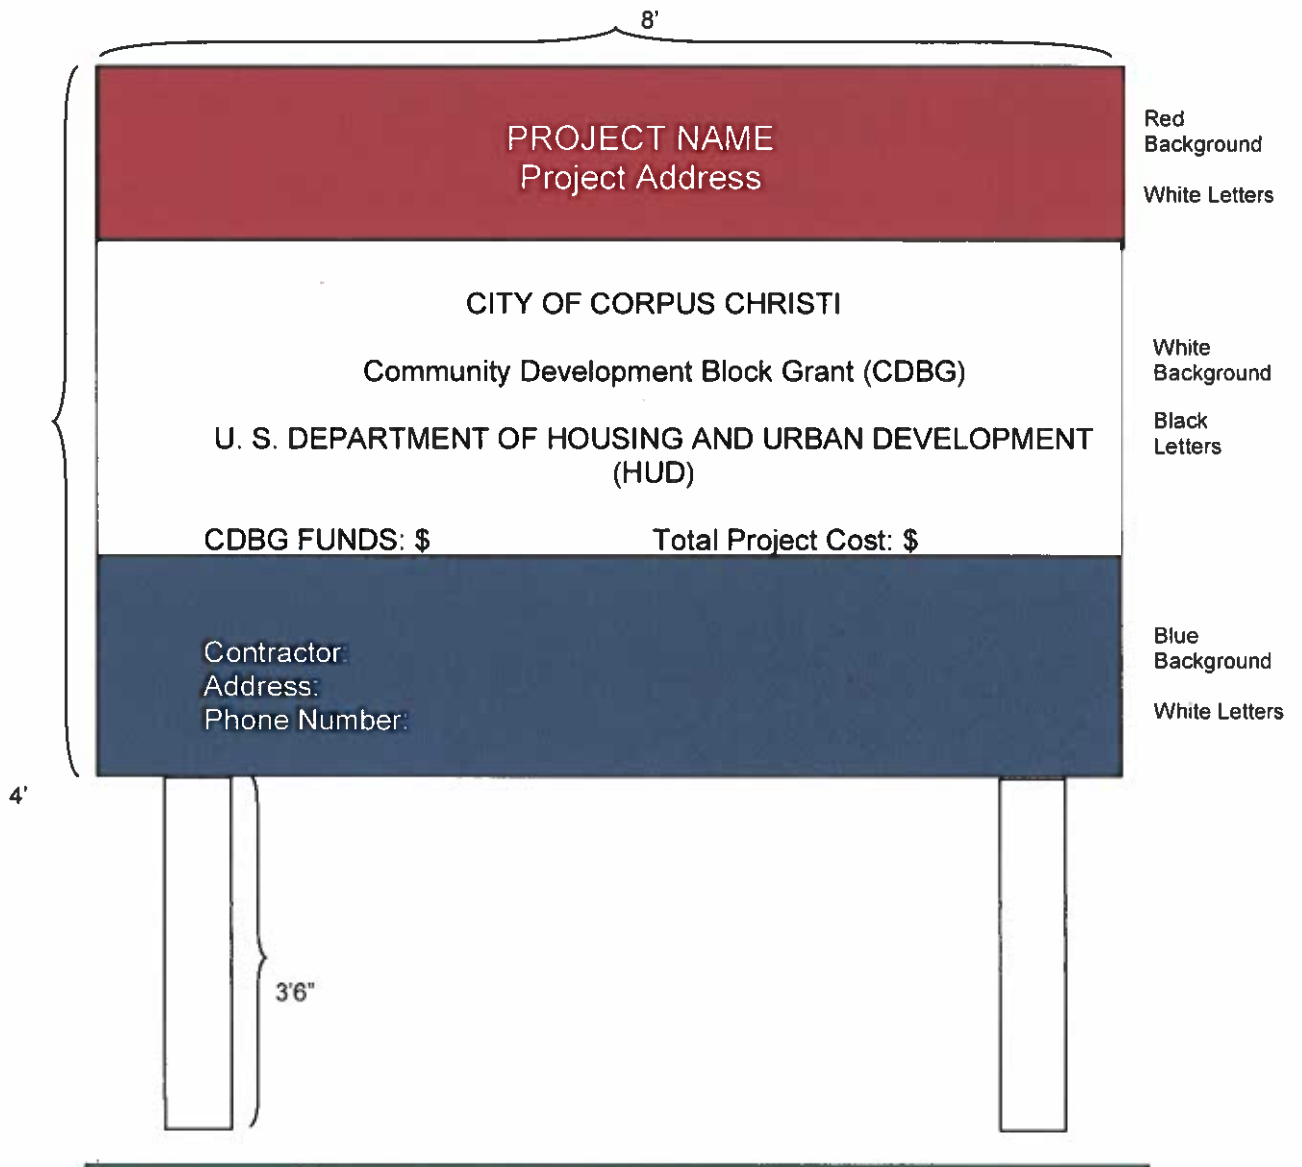 8'
PROJECT NAME
Project Address
Red
Background
White Letters
CITY OF CORPUS CHRISTI
Community Development Block Grant (CDBG)
U. S. DEPARTMENT OF HOUSING AND URBAN DEVELOPMENT
(HUD)
CDBG FUNDS: $ Total Project Cost: $
White
Background
Black
Letters
Contractor:
Address:
Phone Number:
Blue
Background
White Letters
4'
3'6"